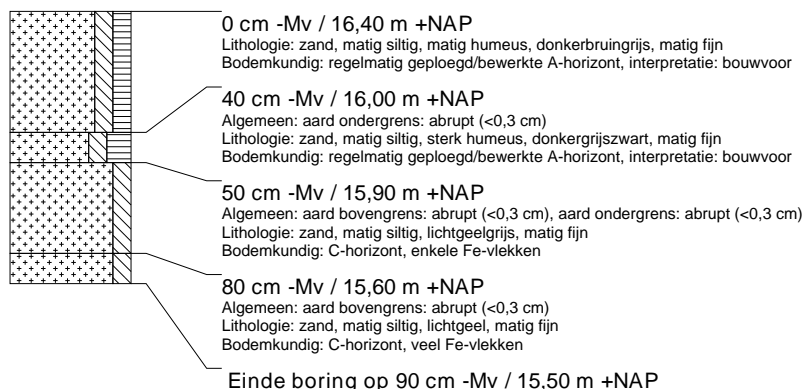 0 cm -Mv / 16,40 m +NAP
Lithologie: zand, matig siltig, matig humeus, donkerbruingrijs, matig fijn
Bodemkundig: regelmatig geploegd/bewerkte A-horizont, interpretatie: bouwvoor
40 cm -Mv / 16,00 m +NAP
Algemeen: aard ondergrens: abrupt (<0,3 cm)
Lithologie: zand, matig siltig, sterk humeus, donkergrijszwart, matig fijn
Bodemkundig: regelmatig geploegd/bewerkte A-horizont, interpretatie: bouwvoor
50 cm -Mv / 15,90 m +NAP
Algemeen: aard bovengrens: abrupt (<0,3 cm), aard ondergrens: abrupt (<0,3 cm)
Lithologie: zand, matig siltig, lichtgeelgrijs, matig fijn
Bodemkundig: C-horizont, enkele Fe-vlekken
80 cm -Mv / 15,60 m +NAP
Algemeen: aard bovengrens: abrupt (<0,3 cm)
Lithologie: zand, matig siltig, lichtgeel, matig fijn
Bodemkundig: C-horizont, veel Fe-vlekken
Einde boring op 90 cm -Mv / 15,50 m +NAP